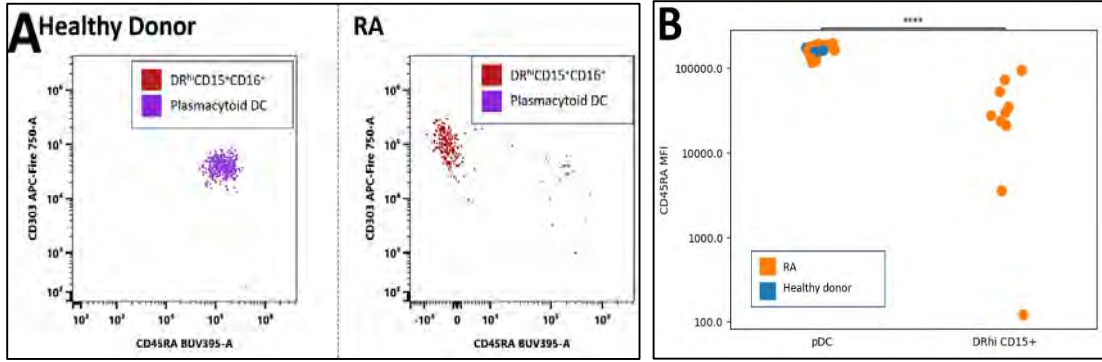 A Healthy Donor
DRʰⁱCD15⁺CD16⁺
Plasmacytoid DC
CD303 APC-Fire 750-A
CD45RA BUV395-A
RA
DRʰⁱCD15⁺CD16⁺
Plasmacytoid DC
CD303 APC-Fire 750-A
CD45RA BUV395-A
B
****
100000.0
10000.0
1000.0
100.0
CD45RA MFI
RA
Healthy donor
pDC
DRhi CD15+